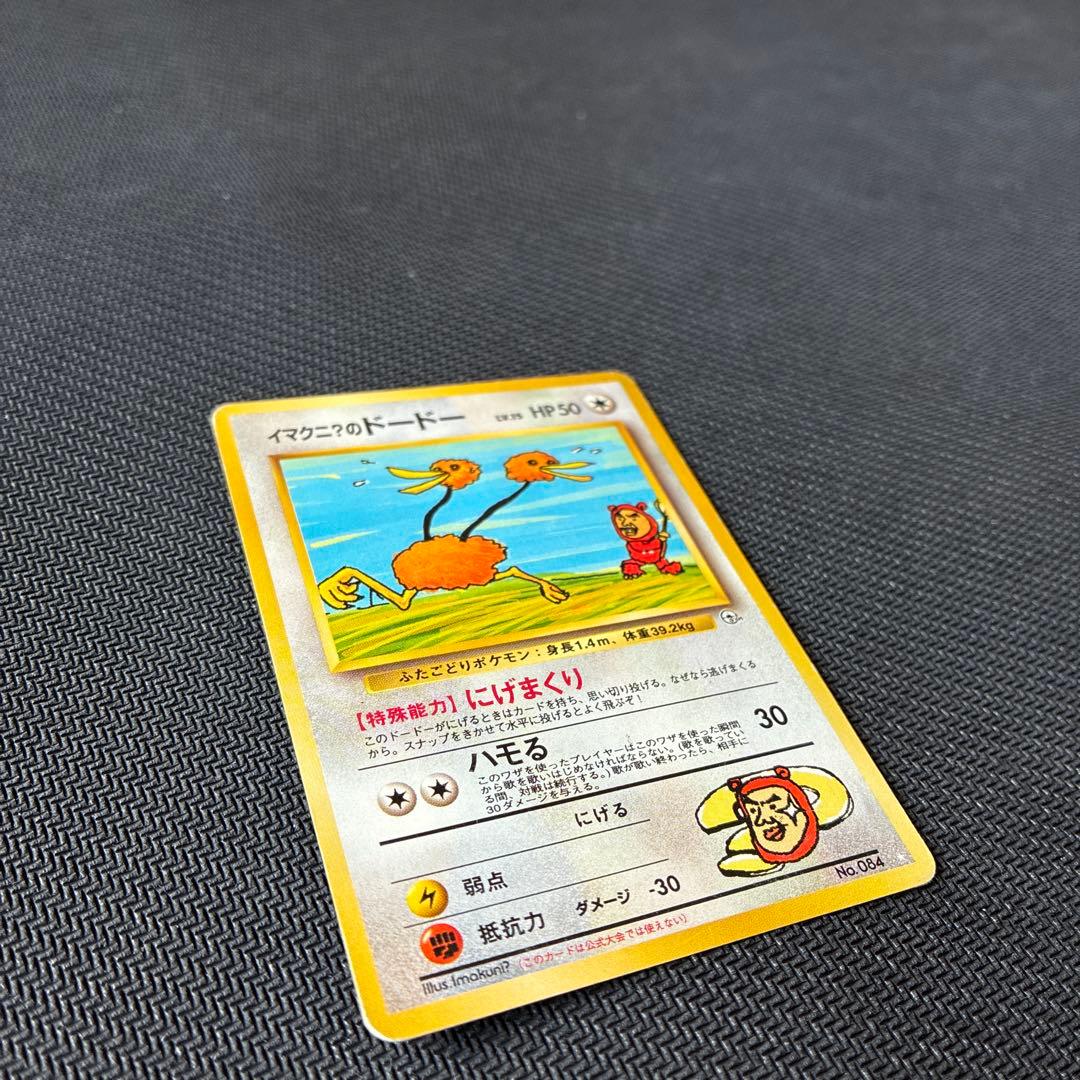 イマクニ?のドードー LV.25 HP50
ふたごどりポケモン:身長1.4m、体重39.2kg
【特殊能力】にげまくり
このドードーがにげるときはカードを持ち、思い切り投げる。なぜなら逃げまくる
から。スナップをきかせて水平に投げるとよく飛ぶぞ!
ハモる 30
このワザを使ったプレイヤーはこのワザを使った瞬間
から歌を歌いはじめなければならない。(歌を歌ってい
る間、対戦は続行する。)歌が歌い終わったら、相手に
30ダメージを与える。
にげる
弱点
抵抗力 ダメージ -30
Illus.Imakuni? (このカードは公式大会では使えない) No.084